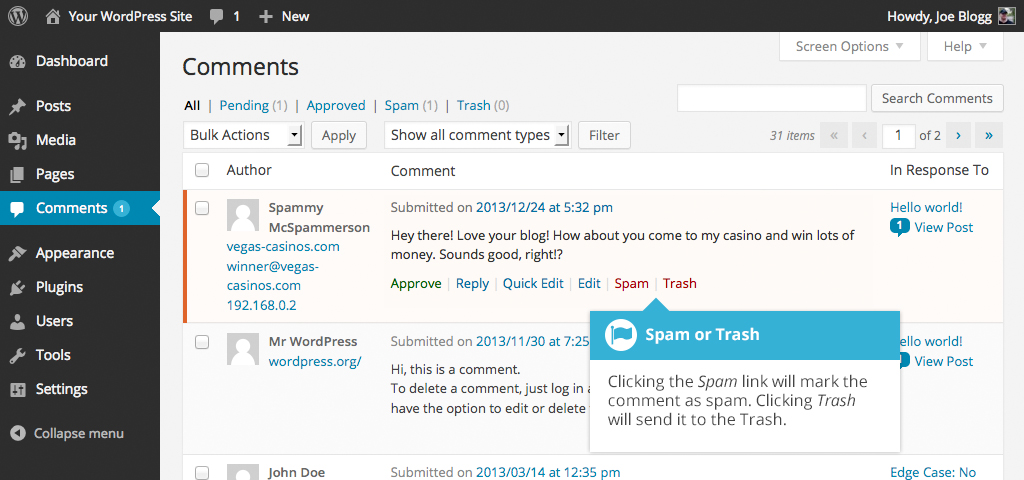 Your WordPress Site 1 New Howdy, Joe Blogg
Screen Options Help
Dashboard
Posts
Media
Pages
Comments 1
Appearance
Plugins
Users
Tools
Settings
Collapse menu
Comments
All | Pending (1) | Approved | Spam (1) | Trash (0)
Search Comments
Bulk Actions Apply Show all comment types Filter 31 items « ‹ 1 of 2 › »
Author Comment In Response To
Spammy
McSpammerson
vegas-casinos.com
winner@vegas-
casinos.com
192.168.0.2
Submitted on 2013/12/24 at 5:32 pm
Hey there! Love your blog! How about you come to my casino and win lots of
money. Sounds good, right!?
Approve | Reply | Quick Edit | Edit | Spam | Trash
Hello world!
1 View Post
Spam or Trash
Clicking the Spam link will mark the
comment as spam. Clicking Trash
will send it to the Trash.
Mr WordPress
wordpress.org/
Submitted on 2013/11/30 at 7:25
Hi, this is a comment.
To delete a comment, just log in
have the option to edit or delete
Hello world!
View Post
John Doe
Submitted on 2013/03/14 at 12:35 pm
Edge Case: No